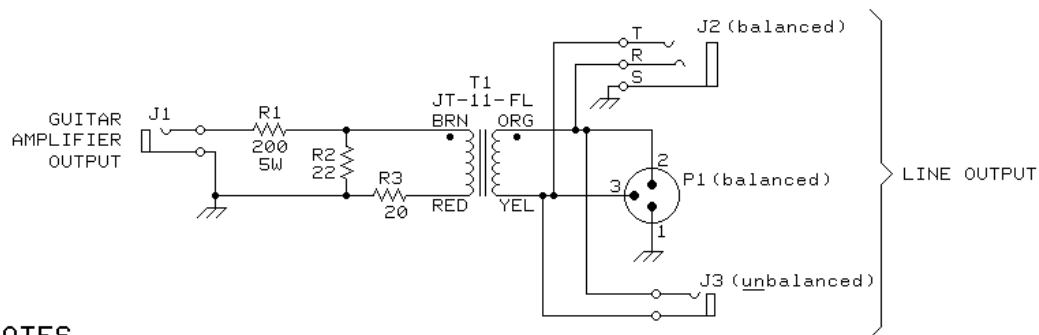 J2 (balanced)
T
R
S
T1
JT-11-FL
BRN
ORG
GUITAR
AMPLIFIER
OUTPUT
J1
R1
200
5W
R2
22
R3
20
RED
YEL
2
3
1
P1 (balanced)
LINE OUTPUT
J3 (unbalanced)